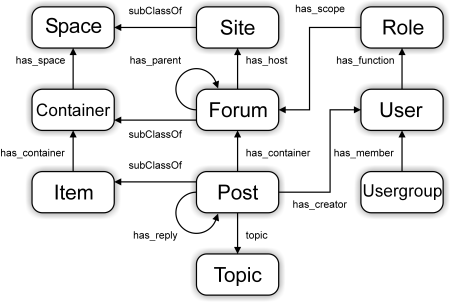 subClassOf
has_scope
Space
Site
Role
has_space
has_parent
has_host
has_function
Container
Forum
User
subClassOf
has_container
subClassOf
has_container
has_member
Item
Post
Usergroup
has_creator
has_reply
topic
Topic